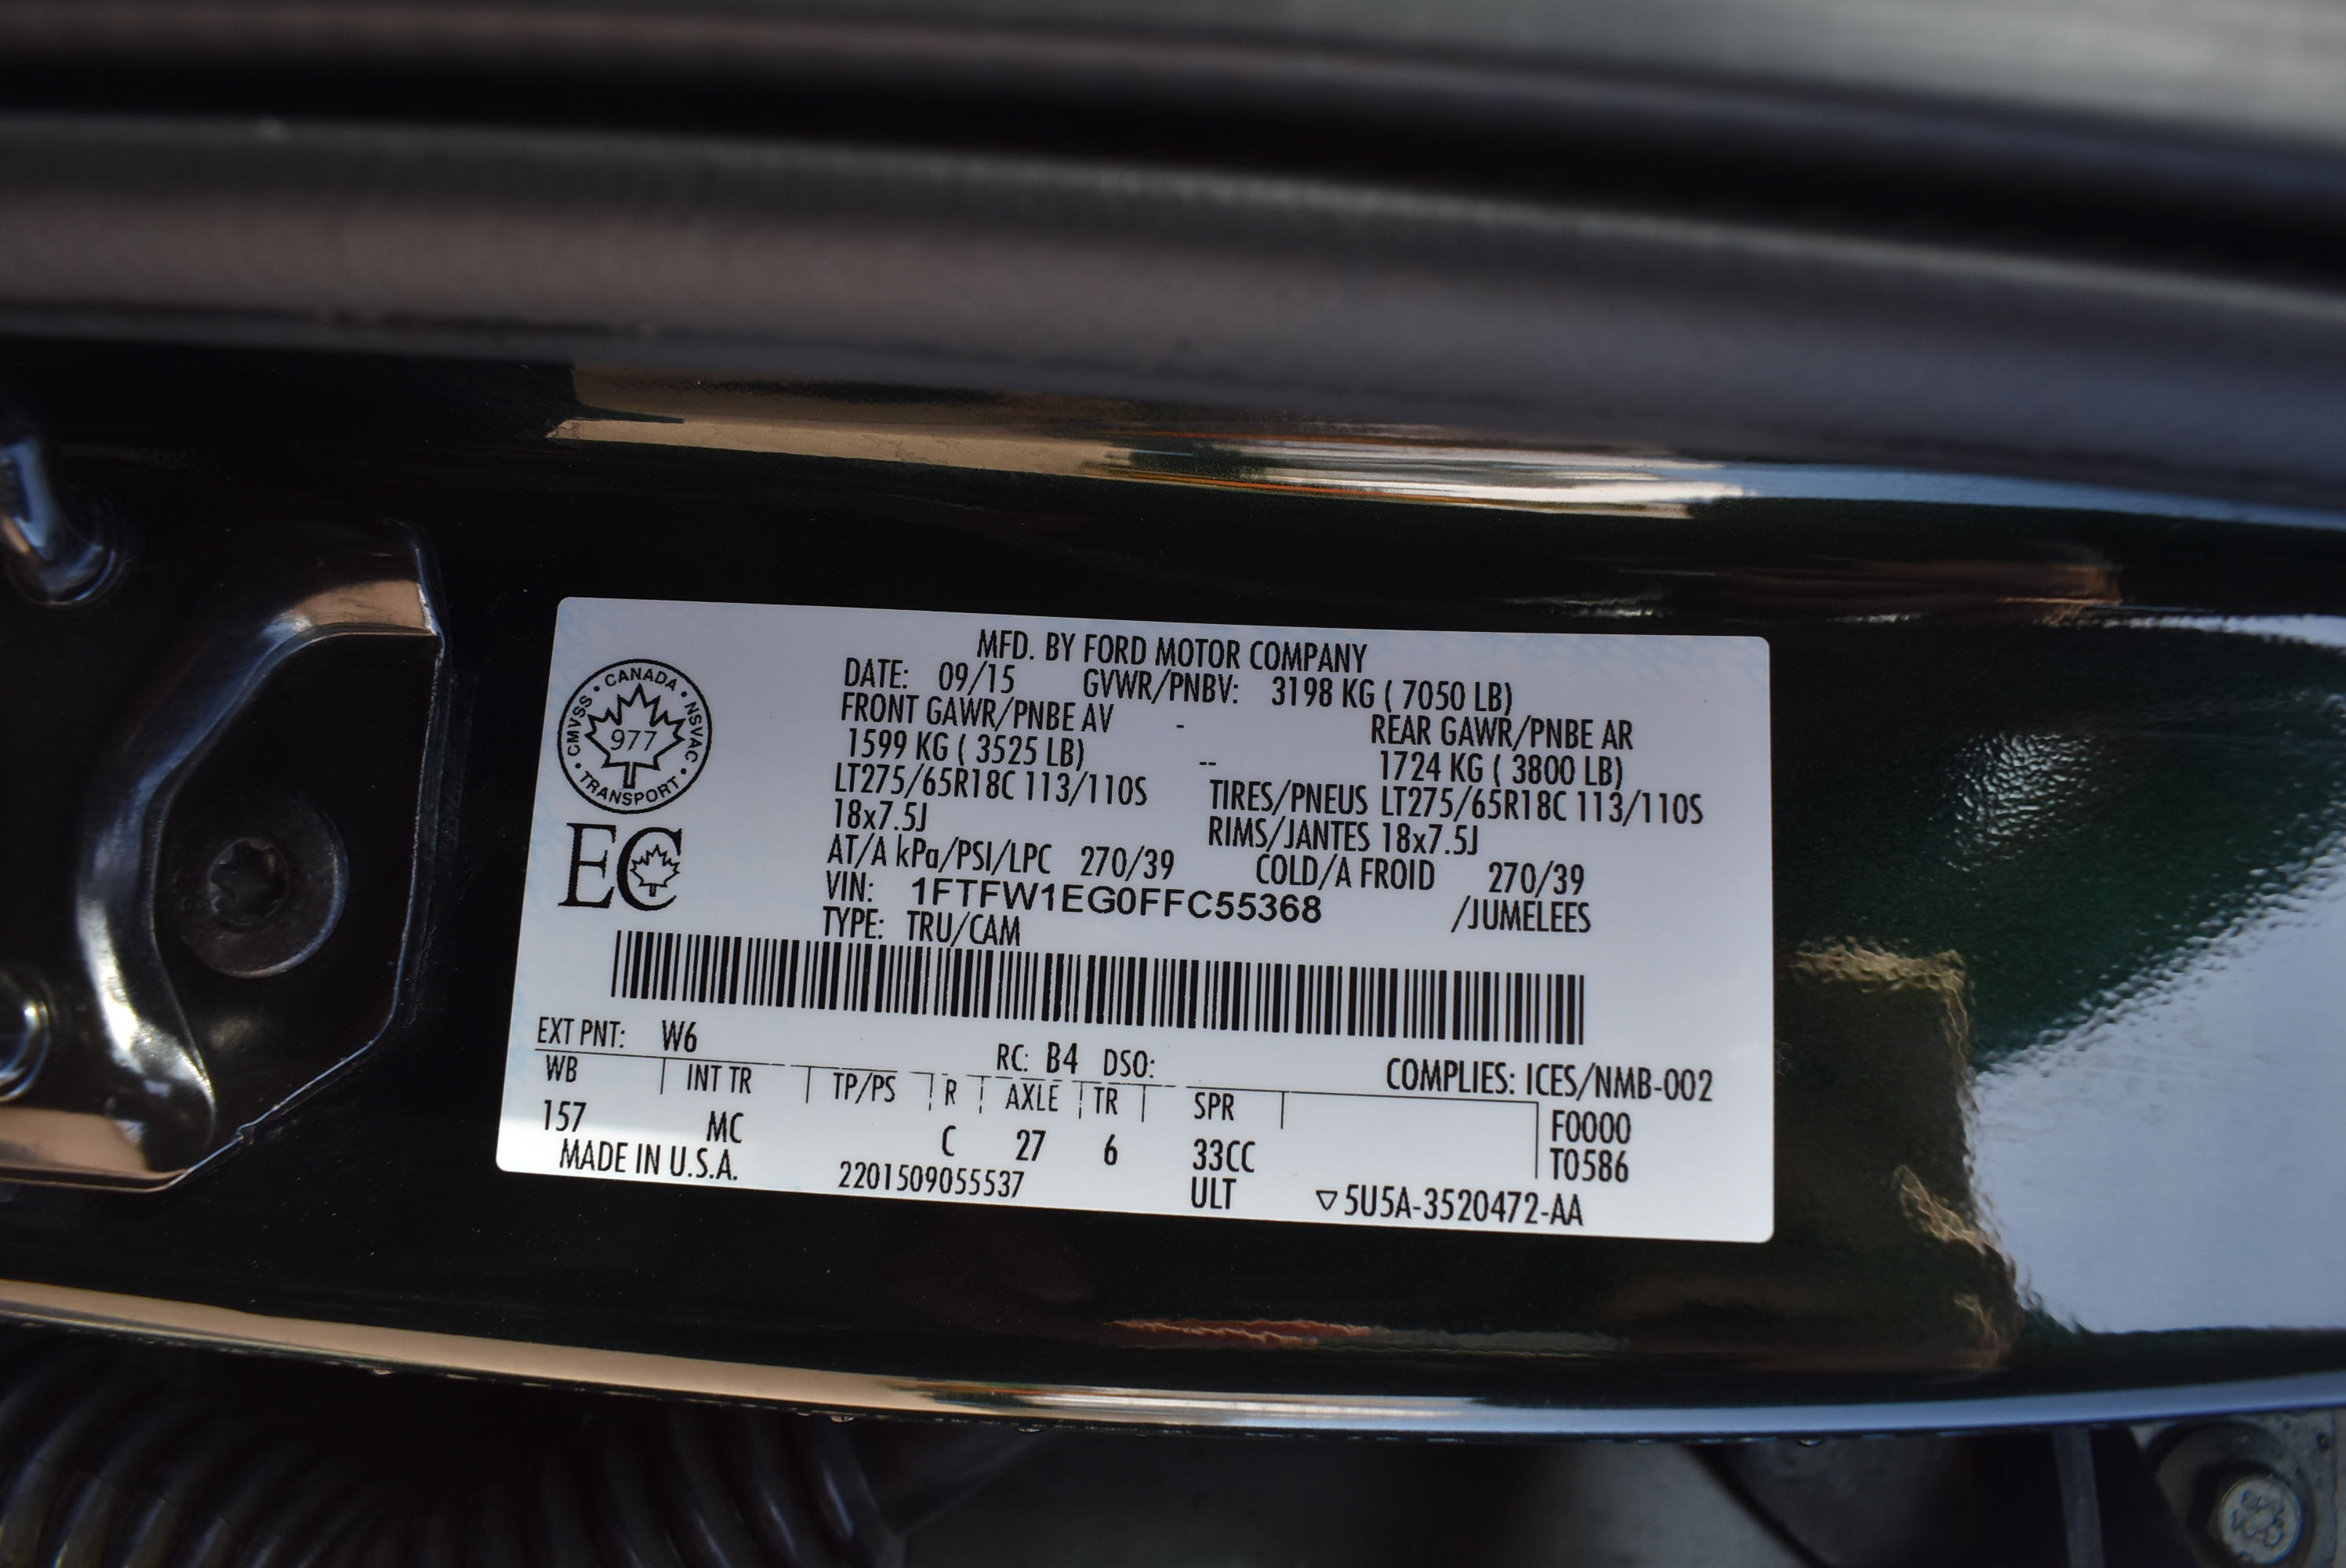 MFD. BY FORD MOTOR COMPANY
DATE: 09/15 GVWR/PNBV: 3198 KG ( 7050 LB)
FRONT GAWR/PNBE AV - REAR GAWR/PNBE AR
1599 KG ( 3525 LB) -- 1724 KG ( 3800 LB)
LT275/65R18C 113/110S TIRES/PNEUS LT275/65R18C 113/110S
18x7.5J RIMS/JANTES 18x7.5J
AT/A kPa/PSI/LPC 270/39 COLD/A FROID 270/39
VIN: 1FTFW1EG0FFC55368 /JUMELEES
TYPE: TRU/CAM
CANADA • NSVAC • TRANSPORT • CMVSS •
977
EC
EXT PNT: W6 RC: B4 DSO: COMPLIES: ICES/NMB-002
WB INT TR TP/PS R AXLE TR SPR F0000
157 MC C 27 6 33CC T0586
MADE IN U.S.A. 2201509055537 ULT ▽5U5A-3520472-AA